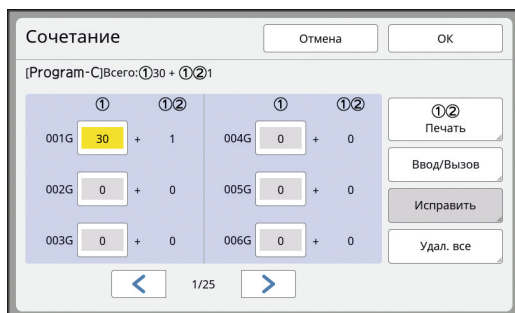 Сочетание Отмена ОК
[Program-C]Всего:①30 + ①②1
① ①② ① ①② ①② Печать
001G 30 + 1 004G 0 + 0
Ввод/Вызов
002G 0 + 0 005G 0 + 0
Исправить
003G 0 + 0 006G 0 + 0 Удал. все
< 1/25 >